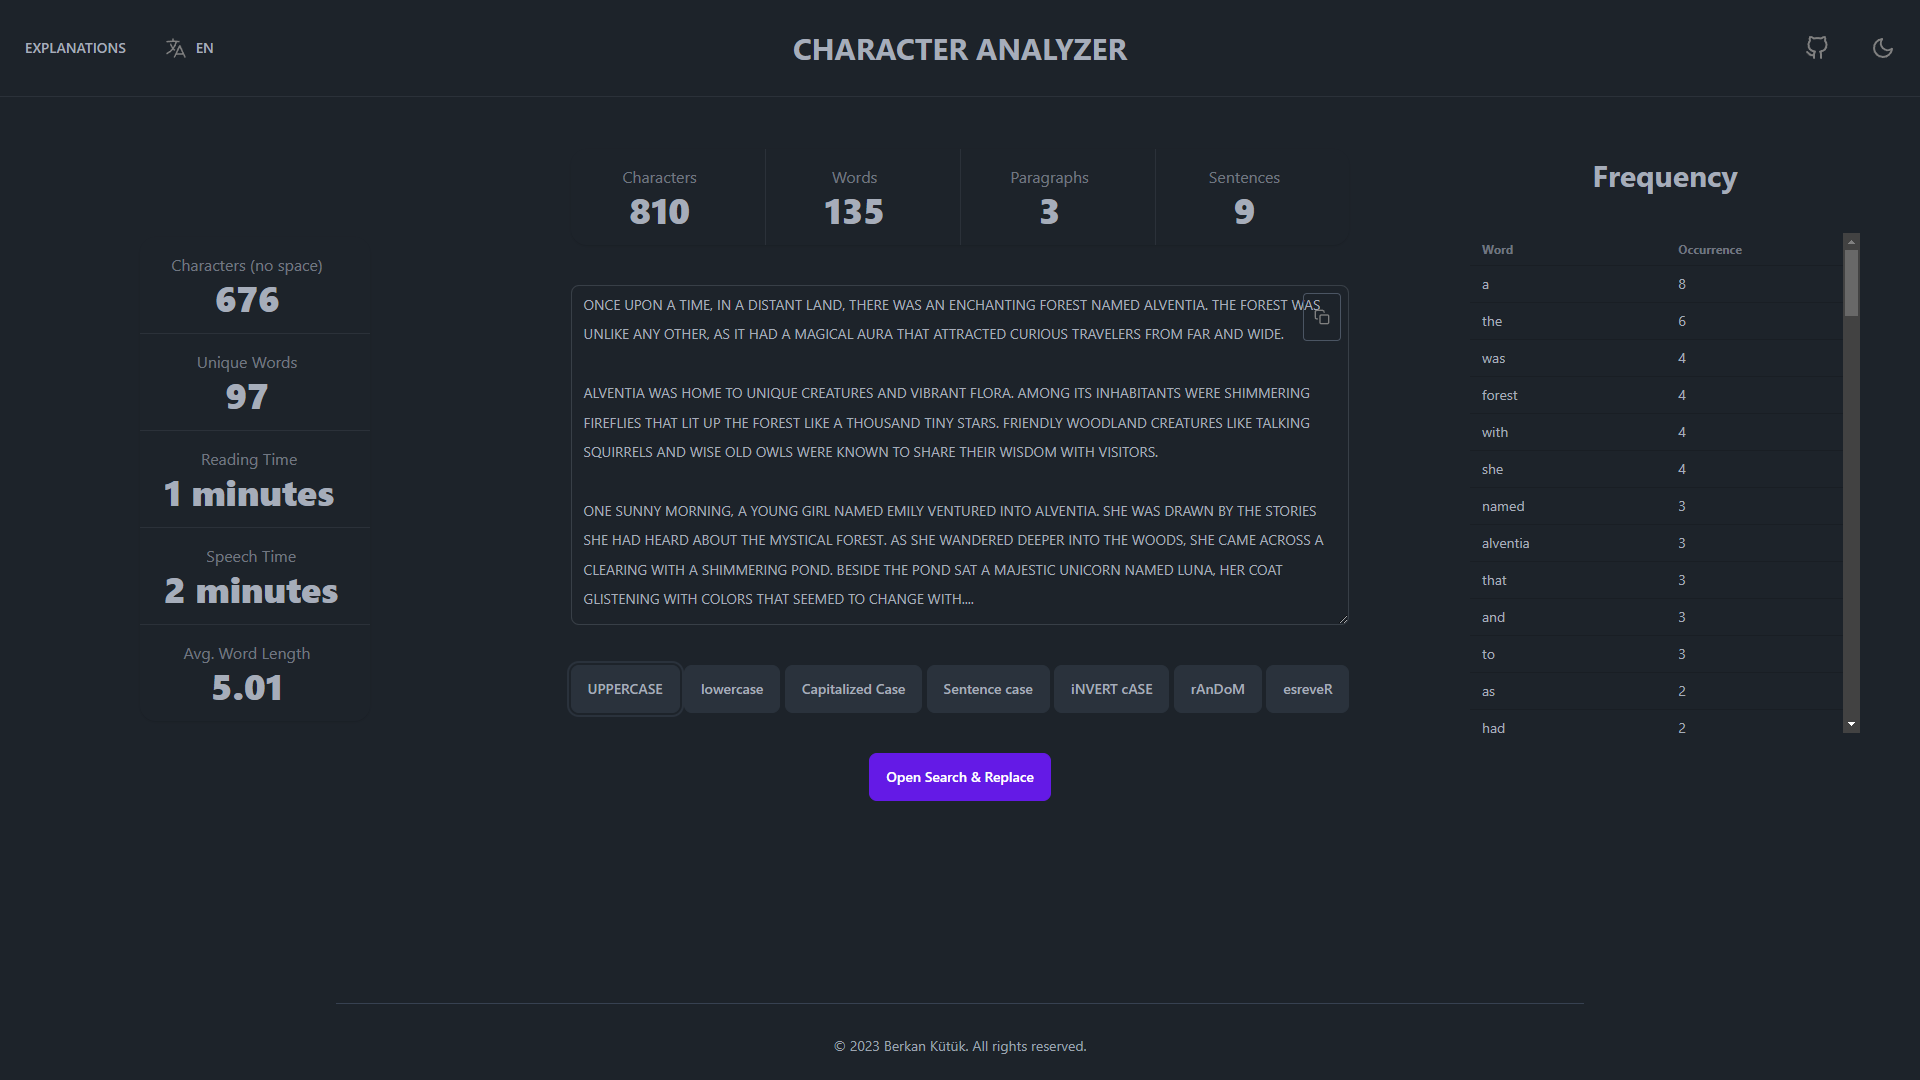 EXPLANATIONS
EN
CHARACTER ANALYZER
Characters (no space)
676
Unique Words
97
Reading Time
1 minutes
Speech Time
2 minutes
Avg. Word Length
5.01
Characters
810
Words
135
Paragraphs
3
Sentences
9
ONCE UPON A TIME, IN A DISTANT LAND, THERE WAS AN ENCHANTING FOREST NAMED ALVENTIA. THE FOREST WAS
UNLIKE ANY OTHER, AS IT HAD A MAGICAL AURA THAT ATTRACTED CURIOUS TRAVELERS FROM FAR AND WIDE.
ALVENTIA WAS HOME TO UNIQUE CREATURES AND VIBRANT FLORA. AMONG ITS INHABITANTS WERE SHIMMERING
FIREFLIES THAT LIT UP THE FOREST LIKE A THOUSAND TINY STARS. FRIENDLY WOODLAND CREATURES LIKE TALKING
SQUIRRELS AND WISE OLD OWLS WERE KNOWN TO SHARE THEIR WISDOM WITH VISITORS.
ONE SUNNY MORNING, A YOUNG GIRL NAMED EMILY VENTURED INTO ALVENTIA. SHE WAS DRAWN BY THE STORIES
SHE HAD HEARD ABOUT THE MYSTICAL FOREST. AS SHE WANDERED DEEPER INTO THE WOODS, SHE CAME ACROSS A
CLEARING WITH A SHIMMERING POND. BESIDE THE POND SAT A MAJESTIC UNICORN NAMED LUNA, HER COAT
GLISTENING WITH COLORS THAT SEEMED TO CHANGE WITH....
UPPERCASE lowercase Capitalized Case Sentence case iNVERT cASE rAnDoM esreveR
Open Search & Replace
Frequency
Word Occurrence
a 8
the 6
was 4
forest 4
with 4
she 4
named 3
alventia 3
that 3
and 3
to 3
as 2
had 2
© 2023 Berkan Kütük. All rights reserved.